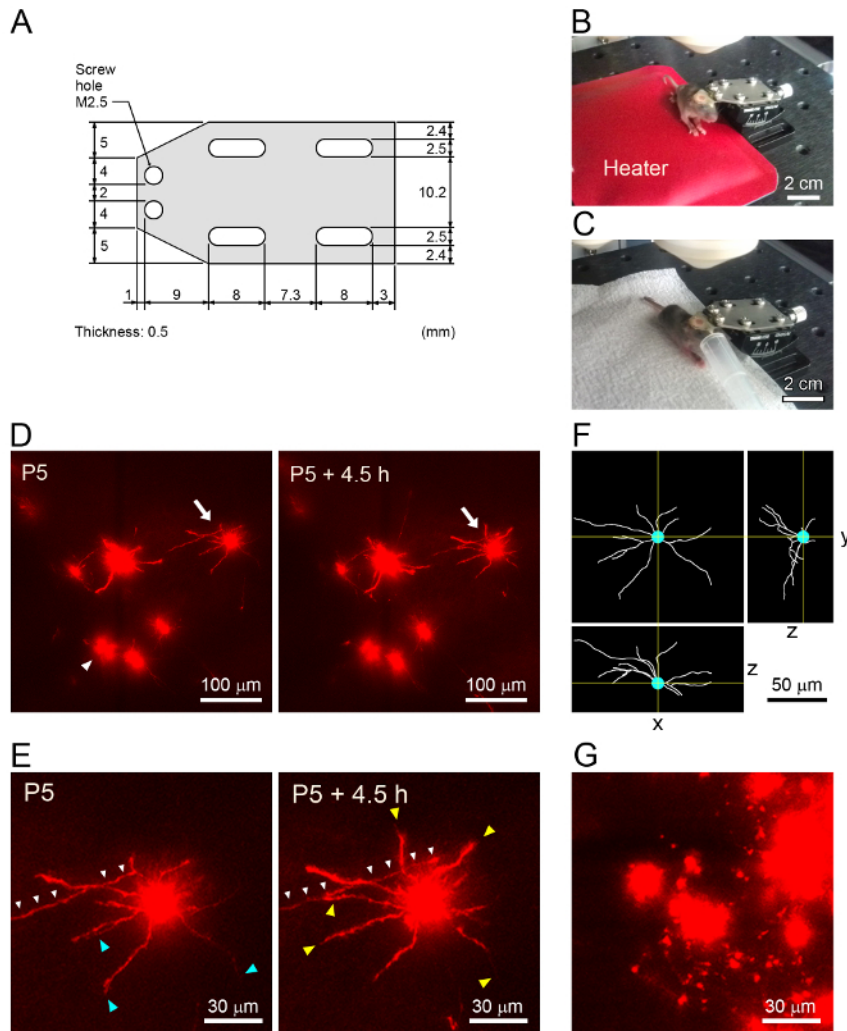 A
Screw
hole
M2.5
5
4
2
4
5
2.4
2.5
10.2
2.5
2.4
1 9 8 7.3 8 3
Thickness: 0.5 (mm)
B
Heater
2 cm
C
2 cm
D
P5
100 μm
P5 + 4.5 h
100 μm
E
P5
30 μm
P5 + 4.5 h
30 μm
F
y
z
z
x
50 μm
G
30 μm